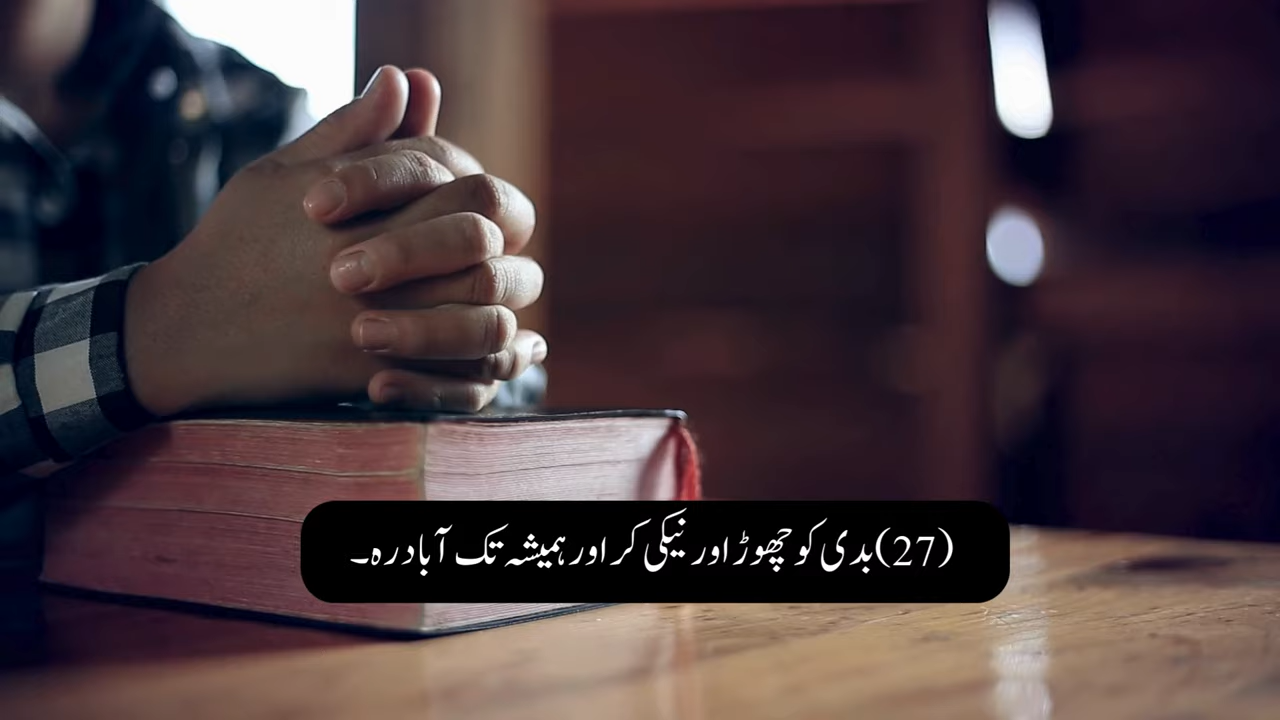 (27)بدی کو چھوڑ اور نیکی کر اور ہمیشہ تک آباد رہ۔